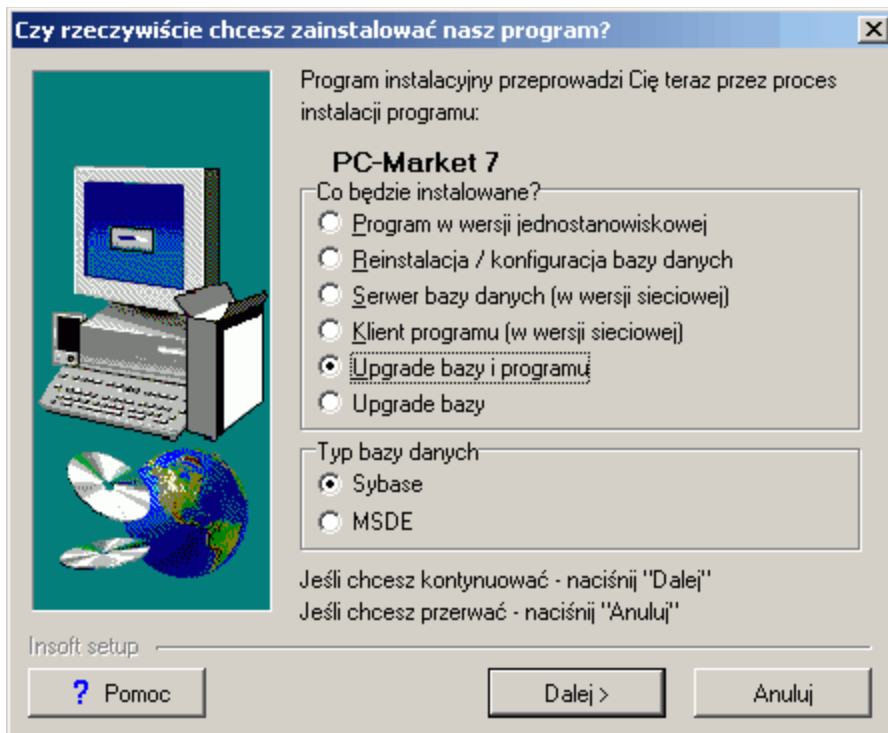 Czy rzeczywiście chcesz zainstalować nasz program?
Program instalacyjny przeprowadzi Cię teraz przez proces
instalacji programu:
PC-Market 7
Co będzie instalowane?
Program w wersji jednostanowiskowej
Reinstalacja / konfiguracja bazy danych
Serwer bazy danych (w wersji sieciowej)
Klient programu (w wersji sieciowej)
Upgrade bazy i programu
Upgrade bazy
Typ bazy danych
Sybase
MSDE
Jeśli chcesz kontynuować - naciśnij "Dalej"
Jeśli chcesz przerwać - naciśnij "Anuluj"
Insoft setup
? Pomoc
Dalej >
Anuluj